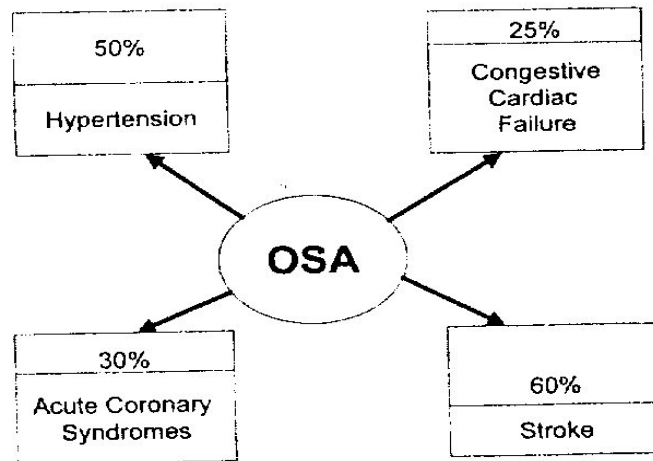 50%
Hypertension
25%
Congestive
Cardiac
Failure
OSA
30%
Acute Coronary
Syndromes
60%
Stroke